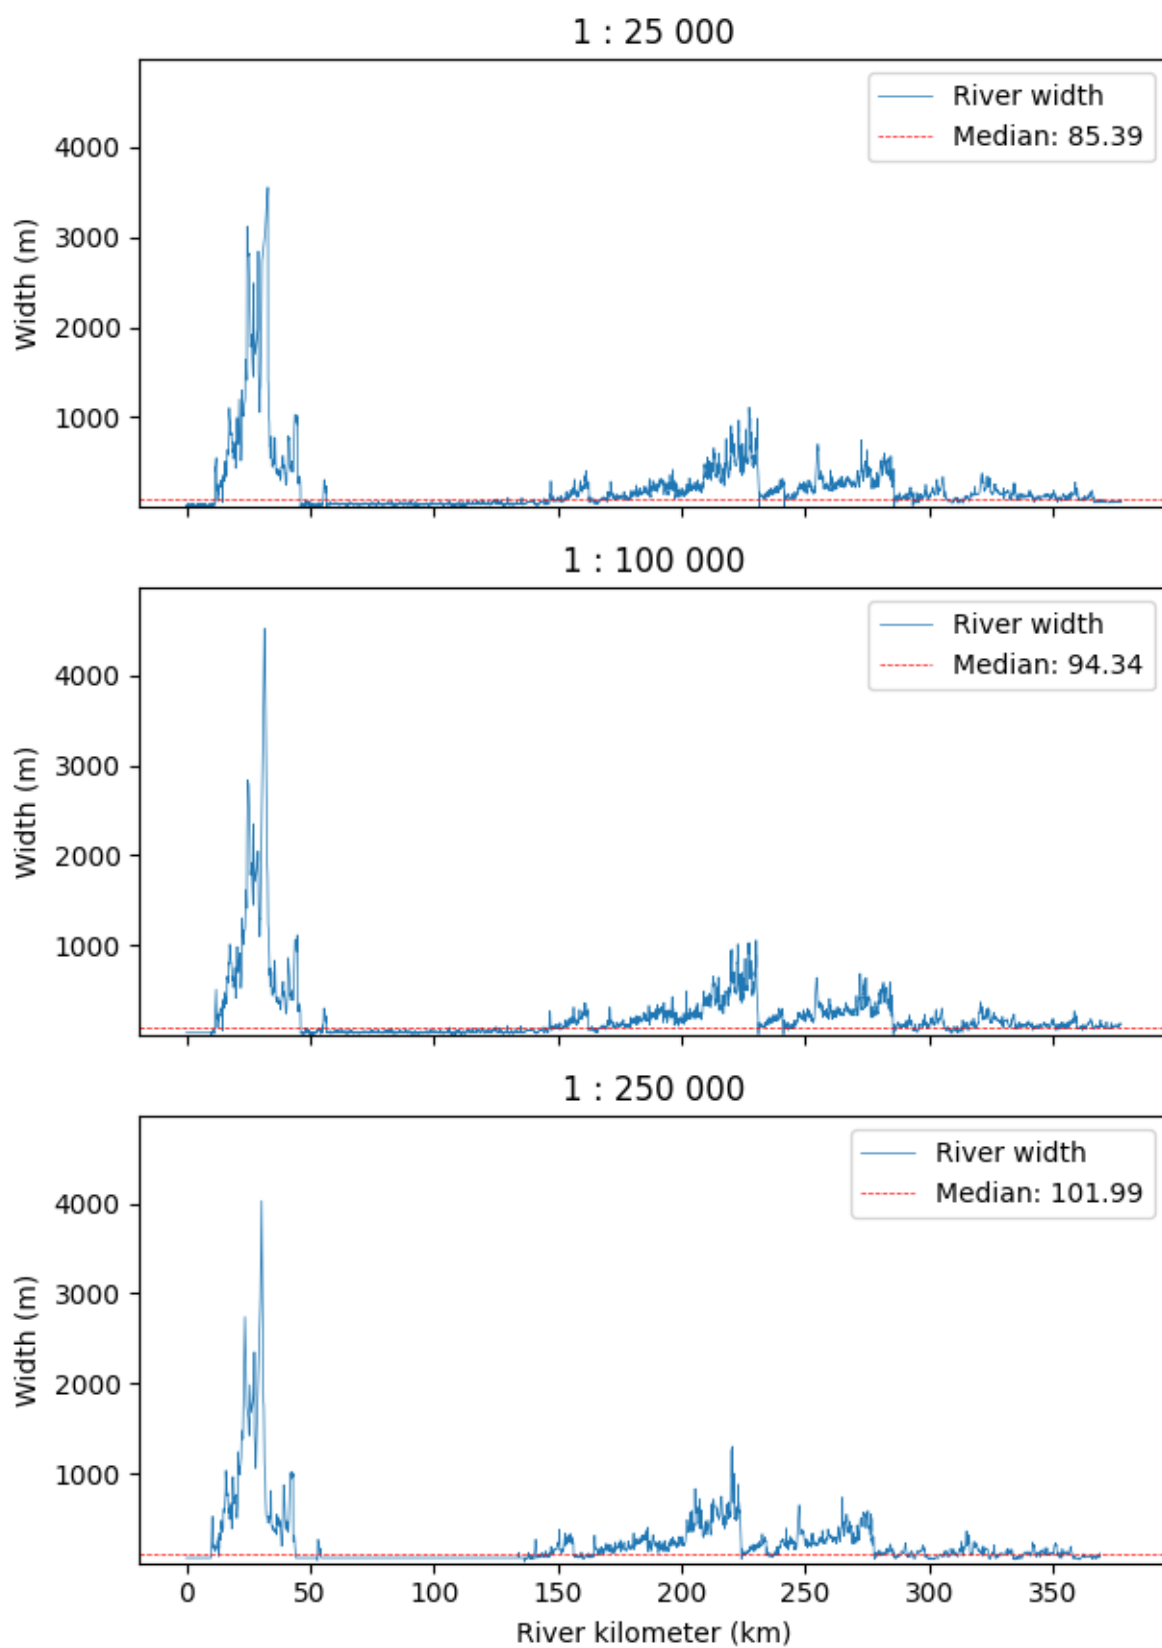 1 : 25 000
River width
Median: 85.39
4000
3000
2000
1000
Width (m)
1 : 100 000
River width
Median: 94.34
4000
3000
2000
1000
Width (m)
1 : 250 000
River width
Median: 101.99
4000
3000
2000
1000
Width (m)
0 50 100 150 200 250 300 350
River kilometer (km)